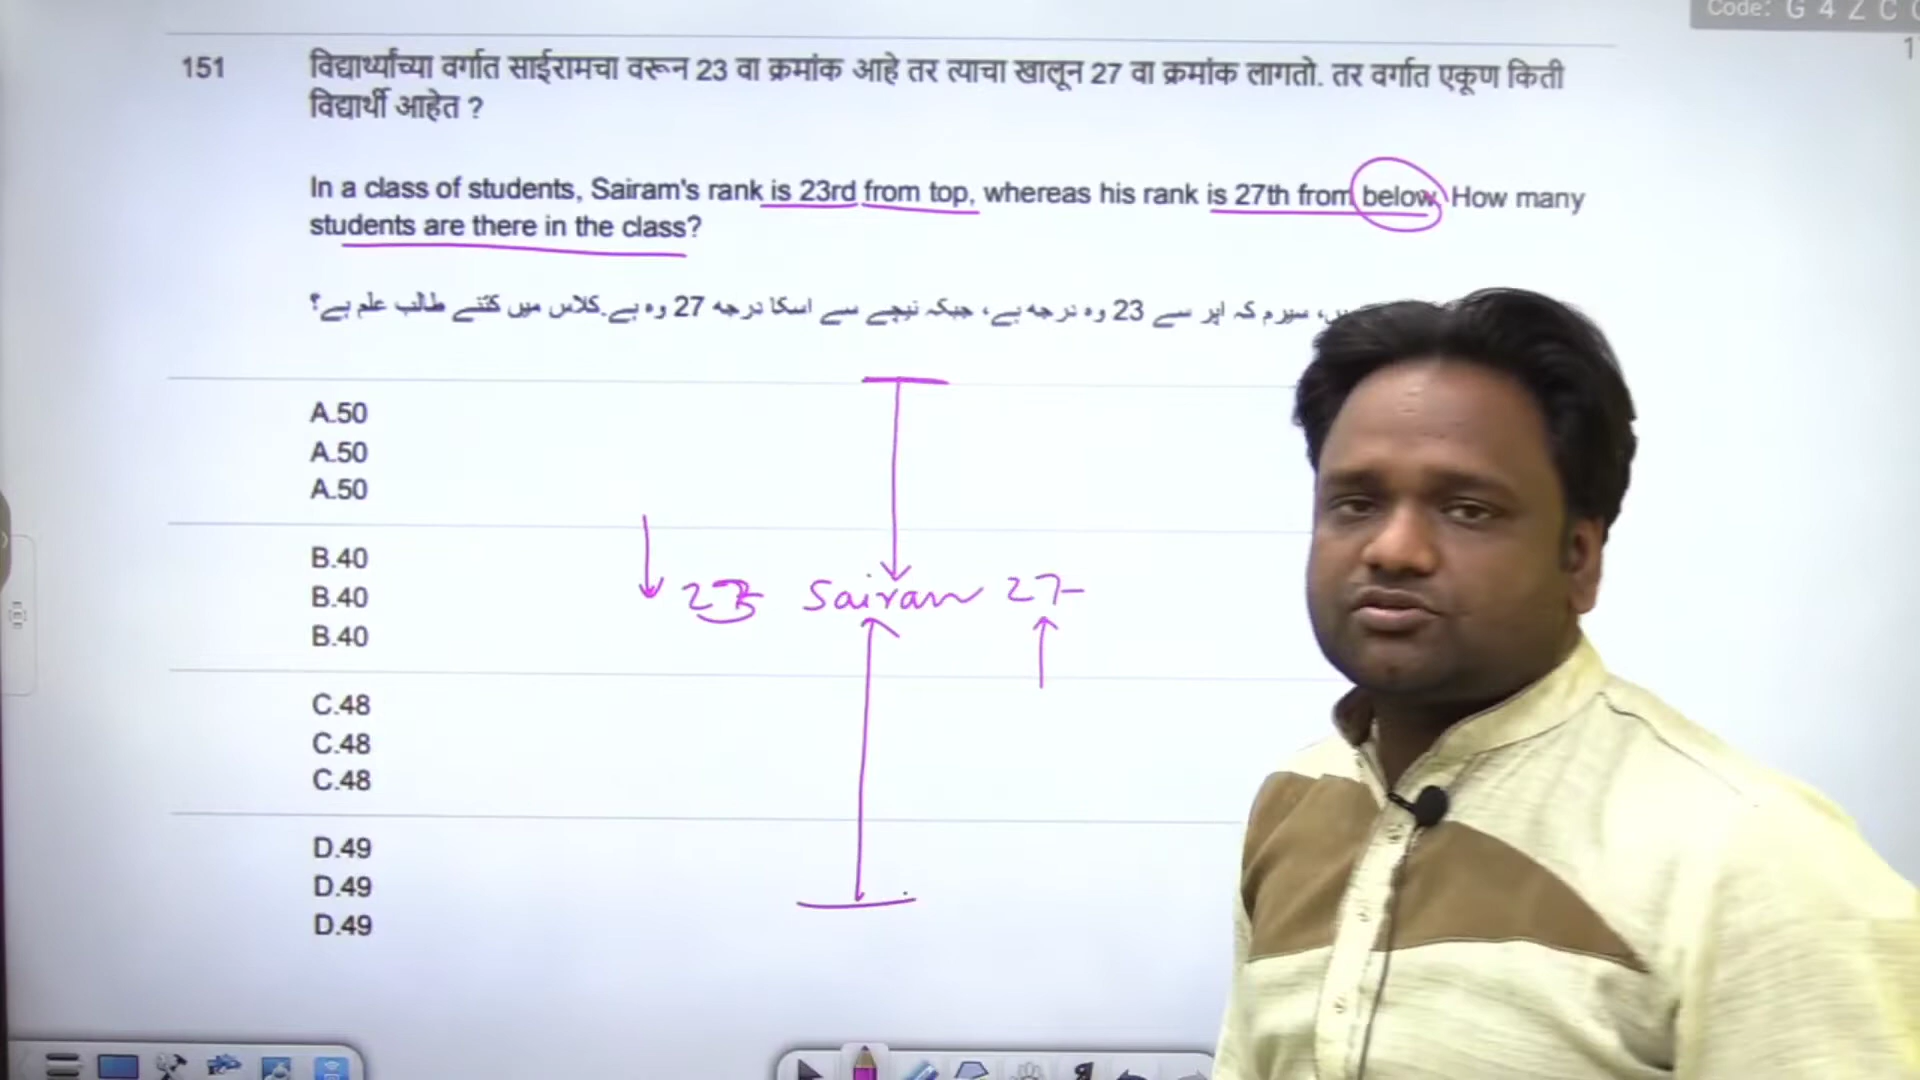 Code: G 4 Z C
1
151
विद्यार्थ्यांच्या वर्गात साईरामचा वरून 23 वा क्रमांक आहे तर त्याचा खालून 27 वा क्रमांक लागतो. तर वर्गात एकूण किती
विद्यार्थी आहेत ?
In a class of students, Sairam's rank is 23rd from top, whereas his rank is 27th from below. How many
students are there in the class?
سیرم کہ اپر سے 23 وہ درجہ ہے، جبکہ نیچے سے اسکا درجہ 27 وہ ہے۔کلاس میں کتنے طالب علم ہے؟
A.50
A.50
A.50
B.40
B.40
B.40
23 Sairam 27
C.48
C.48
C.48
D.49
D.49
D.49